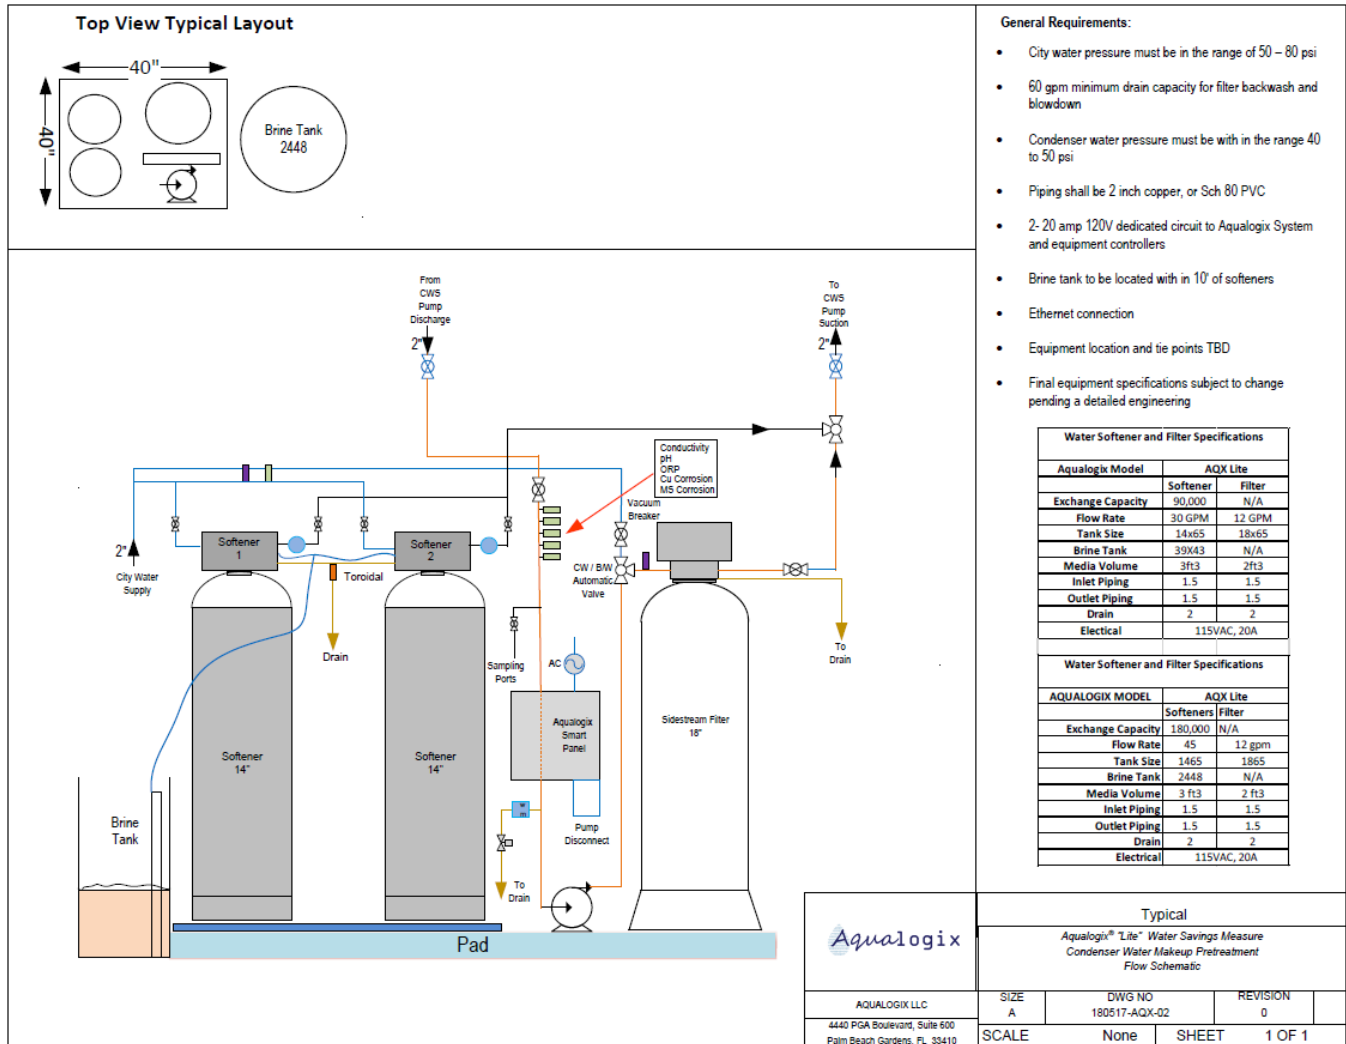 Top View Typical Layout
40"
40"
Brine Tank
2448
General Requirements:
• City water pressure must be in the range of 50 – 80 psi
• 60 gpm minimum drain capacity for filter backwash and
blowdown
• Condenser water pressure must be with in the range 40
to 50 psi
• Piping shall be 2 inch copper, or Sch 80 PVC
• 2- 20 amp 120V dedicated circuit to Aqualogix System
and equipment controllers
• Brine tank to be located with in 10' of softeners
• Ethernet connection
• Equipment location and tie points TBD
• Final equipment specifications subject to change
pending a detailed engineering
From
CWS
Pump
Discharge
2"
To
CWS
Pump
Suction
2"
Conductivity
pH
ORP
Cu Corrosion
MS Corrosion
Vacuum
Breaker
Softener
1
Softener
2
2"
City Water
Supply
Toroidal
Drain
CW / B/W
Automatic
Valve
To
Drain
Sampling
Ports
AC
Aqualogix
Smart
Panel
Sidestream Filter
18"
Softener
14"
Softener
14"
Brine
Tank
Pump
Disconnect
To
Drain
Pad
Water Softener and Filter Specifications
Aqualogix Model AQX Lite
Softener Filter
Exchange Capacity 90,000 N/A
Flow Rate 30 GPM 12 GPM
Tank Size 14x65 18x65
Brine Tank 39X43 N/A
Media Volume 3ft3 2ft3
Inlet Piping 1.5 1.5
Outlet Piping 1.5 1.5
Drain 2 2
Electical 115VAC, 20A
Water Softener and Filter Specifications
AQUALOGIX MODEL AQX Lite
Softeners Filter
Exchange Capacity 180,000 N/A
Flow Rate 45 12 gpm
Tank Size 1465 1865
Brine Tank 2448 N/A
Media Volume 3 ft3 2 ft3
Inlet Piping 1.5 1.5
Outlet Piping 1.5 1.5
Drain 2 2
Electrical 115VAC, 20A
Aqualogix
Typical
Aqualogix® "Lite" Water Savings Measure
Condenser Water Makeup Pretreatment
Flow Schematic
AQUALOGIX LLC
4440 PGA Boulevard, Suite 600
Palm Beach Gardens, FL 33410
SIZE
A
DWG NO
180517-AQX-02
REVISION
0
SCALE None SHEET 1 OF 1